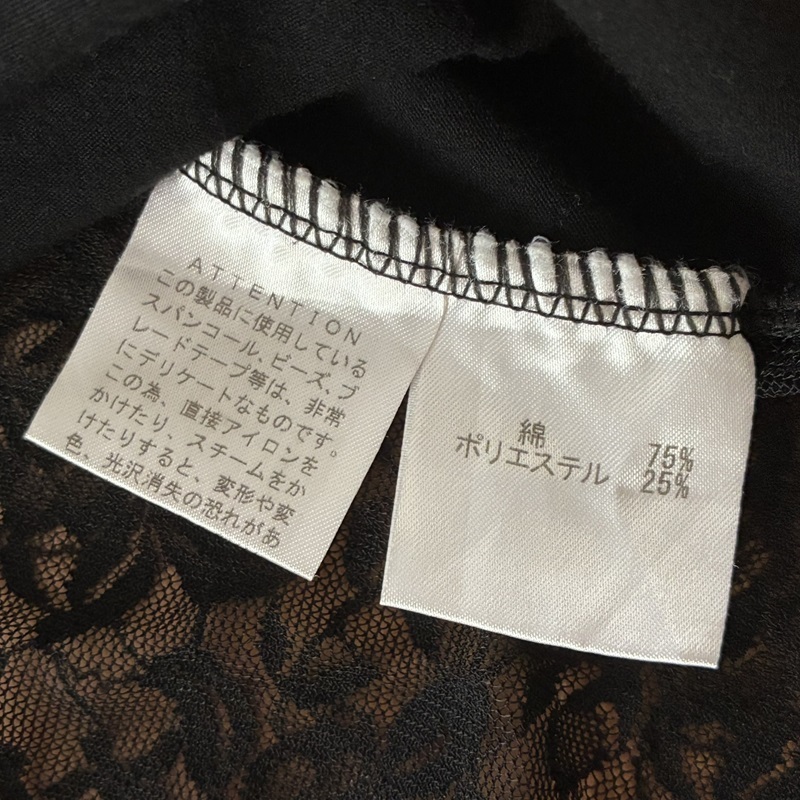 ATTENTION
この製品に使用している
スパンコール、ビーズ、ブ
レードテープ等は、非常
にデリケートなものです。
この為、直接アイロンを
かけたり、スチームをか
けたりすると、変形や変
色、光沢消失の恐れがあ
綿 75%
ポリエステル 25%